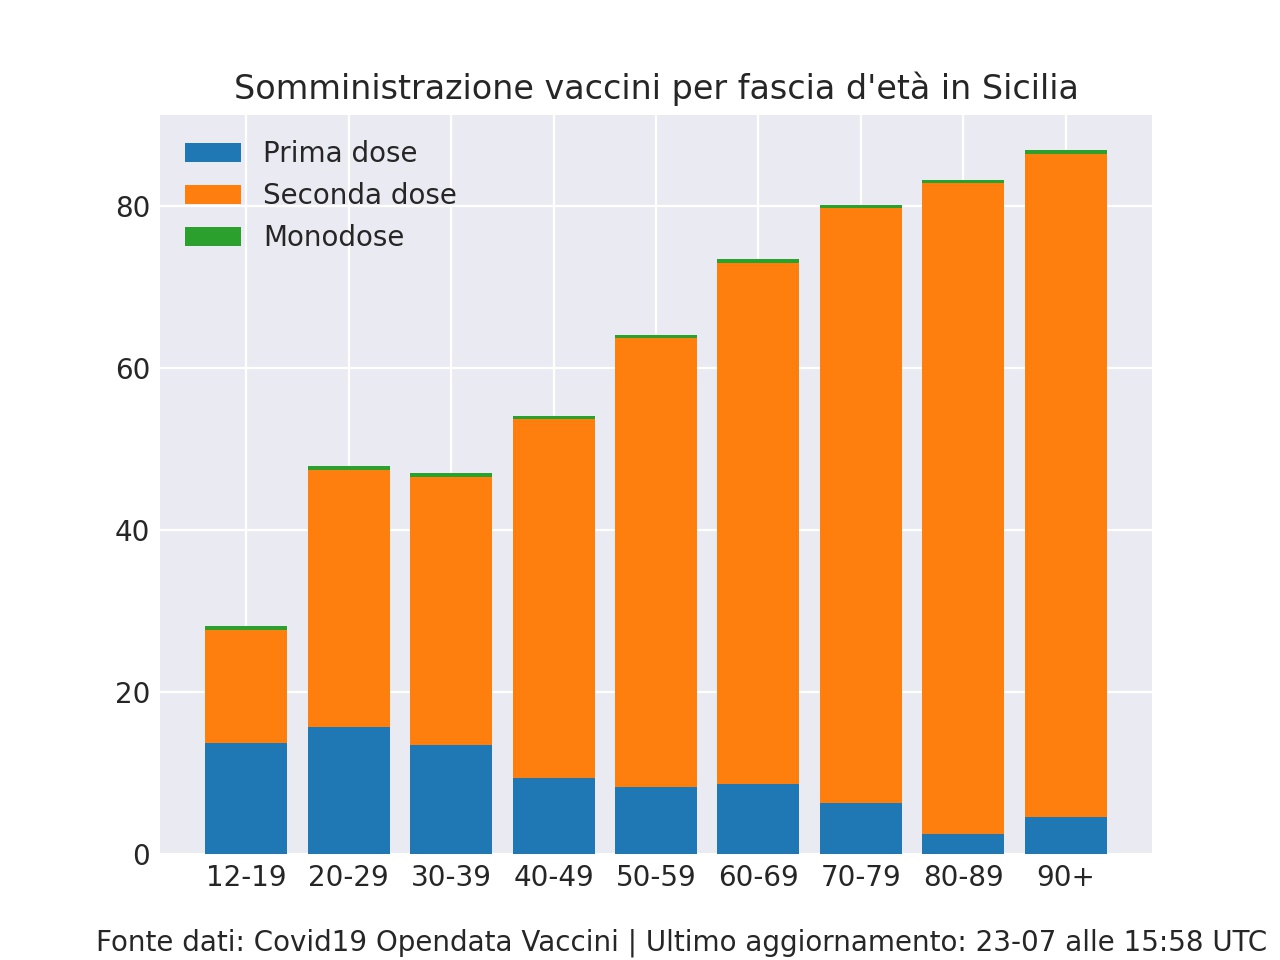 Somministrazione vaccini per fascia d'età in Sicilia
Prima dose
Seconda dose
Monodose
80
60
40
20
0
12-19 20-29 30-39 40-49 50-59 60-69 70-79 80-89 90+
Fonte dati: Covid19 Opendata Vaccini | Ultimo aggiornamento: 23-07 alle 15:58 UTC